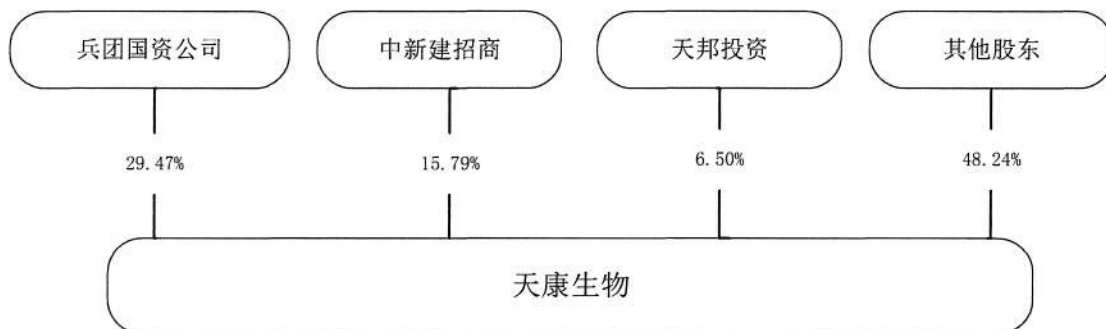 兵团国资公司
中新建招商
天邦投资
其他股东
29.47%
15.79%
6.50%
48.24%
天康生物